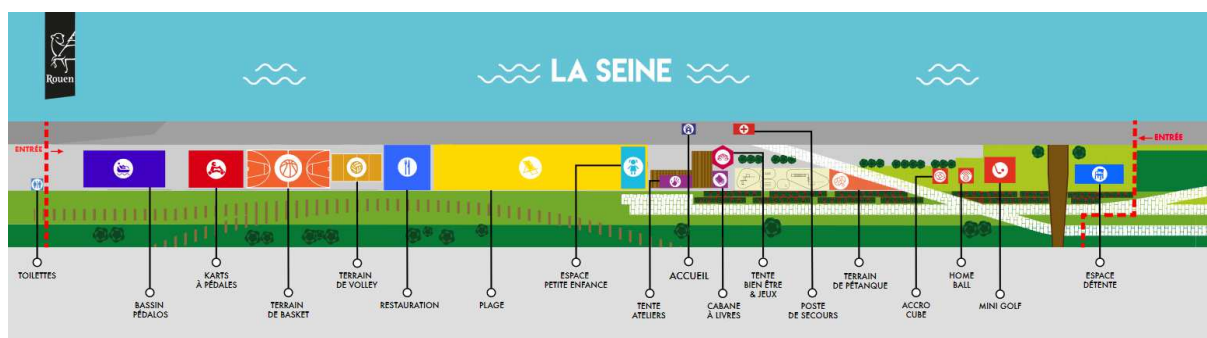 Rouen
LA SEINE
ENTRÉE
ENTRÉE
TOILETTES
BASSIN
PÉDALOS
KARTS
À PÉDALES
TERRAIN
DE BASKET
TERRAIN
DE VOLLEY
RESTAURATION
PLAGE
ESPACE
PETITE ENFANCE
TENTE
ATELIERS
ACCUEIL
CABANE
À LIVRES
TENTE
BIEN ÊTRE
& JEUX
POSTE
DE SECOURS
TERRAIN
DE PÉTANQUE
ACCRO
CUBE
HOME
BALL
MINI GOLF
ESPACE
DÉTENTE